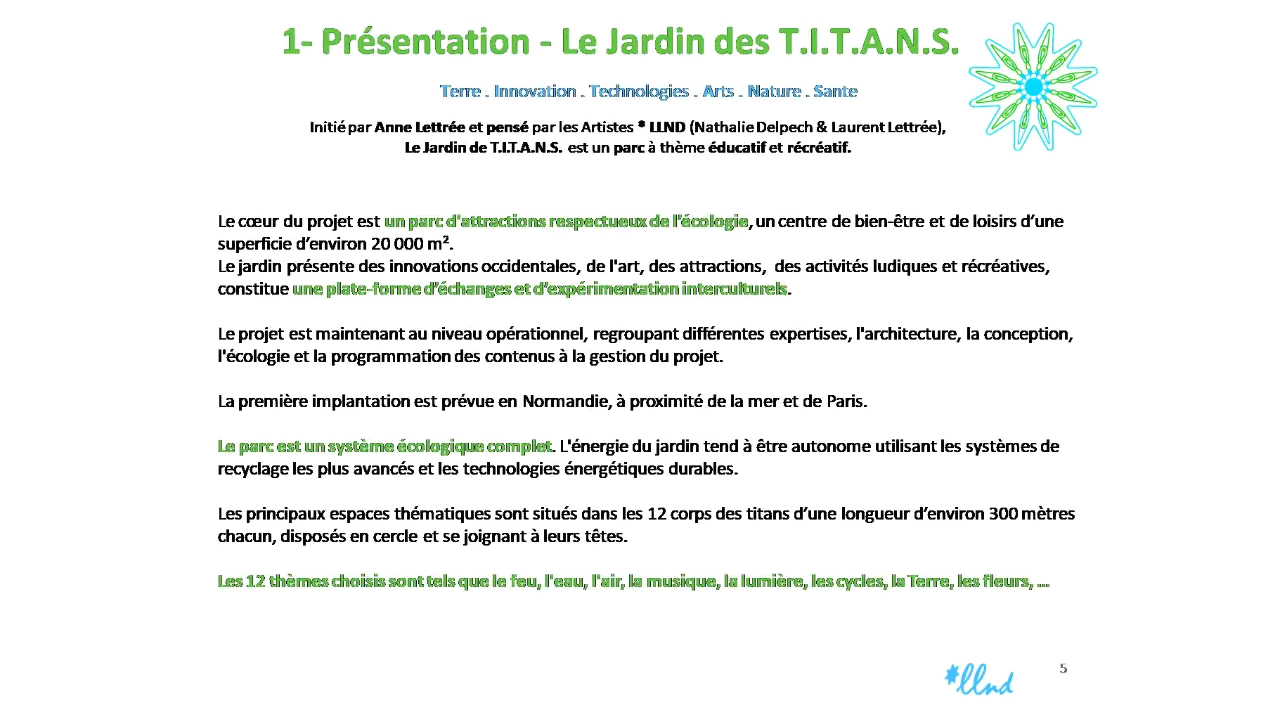 1- Présentation - Le Jardin des T.I.T.A.N.S.
Terre . Innovation . Technologies . Arts . Nature . Sante
Initié par Anne Lettrée et pensé par les Artistes * LLND (Nathalie Delpech & Laurent Lettrée),
Le Jardin de T.I.T.A.N.S. est un parc à thème éducatif et récréatif.
Le cœur du projet est un parc d'attractions respectueux de l'écologie, un centre de bien-être et de loisirs d’une
superficie d’environ 20 000 m².
Le jardin présente des innovations occidentales, de l'art, des attractions, des activités ludiques et récréatives,
constitue une plate-forme d’échanges et d’expérimentation interculturels.
Le projet est maintenant au niveau opérationnel, regroupant différentes expertises, l'architecture, la conception,
l'écologie et la programmation des contenus à la gestion du projet.
La première implantation est prévue en Normandie, à proximité de la mer et de Paris.
Le parc est un système écologique complet. L'énergie du jardin tend à être autonome utilisant les systèmes de
recyclage les plus avancés et les technologies énergétiques durables.
Les principaux espaces thématiques sont situés dans les 12 corps des titans d’une longueur d’environ 300 mètres
chacun, disposés en cercle et se joignant à leurs têtes.
Les 12 thèmes choisis sont tels que le feu, l'eau, l'air, la musique, la lumière, les cycles, la Terre, les fleurs, ...
*llnd
5